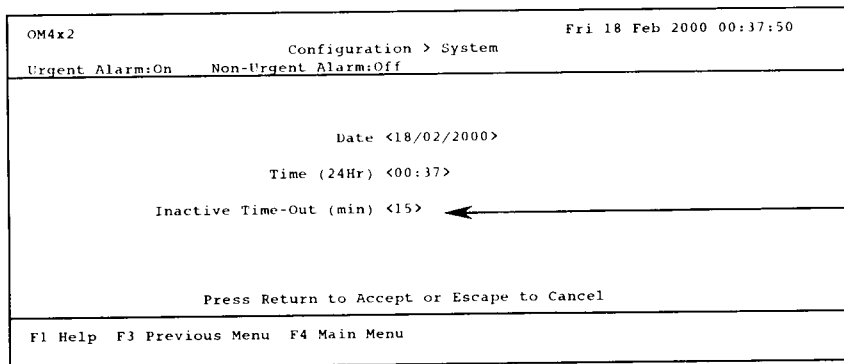 OM4x2 Fri 18 Feb 2000 00:37:50
Configuration > System
Urgent Alarm:On Non-Urgent Alarm:Off
Date <18/02/2000>
Time (24Hr) <00:37>
Inactive Time-Out (min) <15>
Press Return to Accept or Escape to Cancel
F1 Help F3 Previous Menu F4 Main Menu